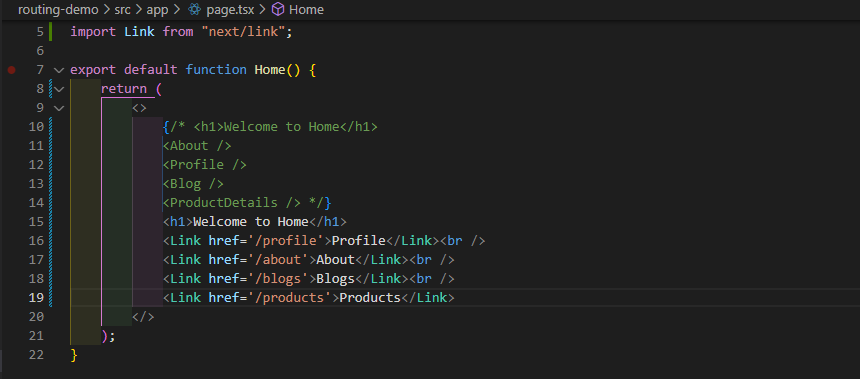 routing-demo > src > app > page.tsx > Home
5 import Link from "next/link";
6
7 export default function Home() {
8 return (
9 <>
10 {/* <h1>Welcome to Home</h1>
11 <About />
12 <Profile />
13 <Blog />
14 <ProductDetails /> */}
15 <h1>Welcome to Home</h1>
16 <Link href='/profile'>Profile</Link><br />
17 <Link href='/about'>About</Link><br />
18 <Link href='/blogs'>Blogs</Link><br />
19 <Link href='/products'>Products</Link>
20 </>
21 );
22 }